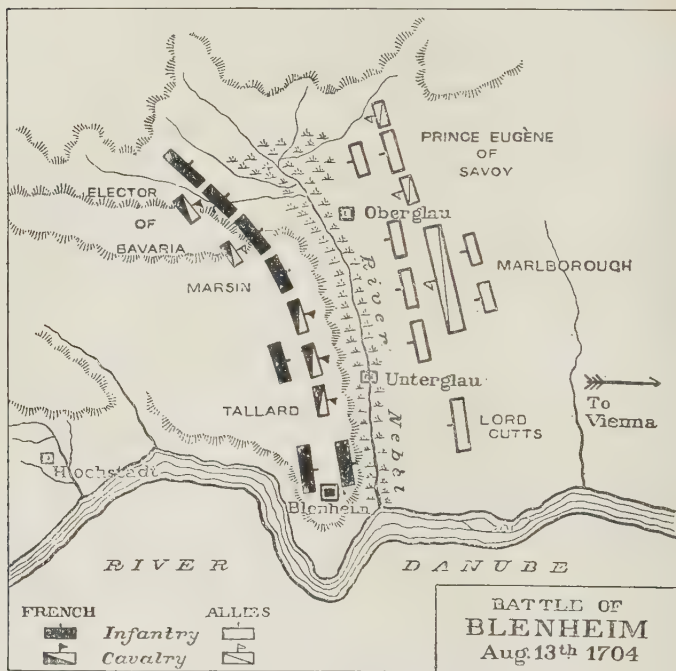 PRINCE EUGÈNE
OF
SAVOY
ELECTOR
OF
BAVARIA
Oberglau
MARLBOROUGH
MARSIN
River Nebel
Unterglau
To
Vienna
TALLARD
LORD
CUTTS
Hochstadt
Blenheim
RIVER DANUBE
FRENCH ALLIES
Infantry
Cavalry
BATTLE OF
BLENHEIM
Aug. 13th 1704